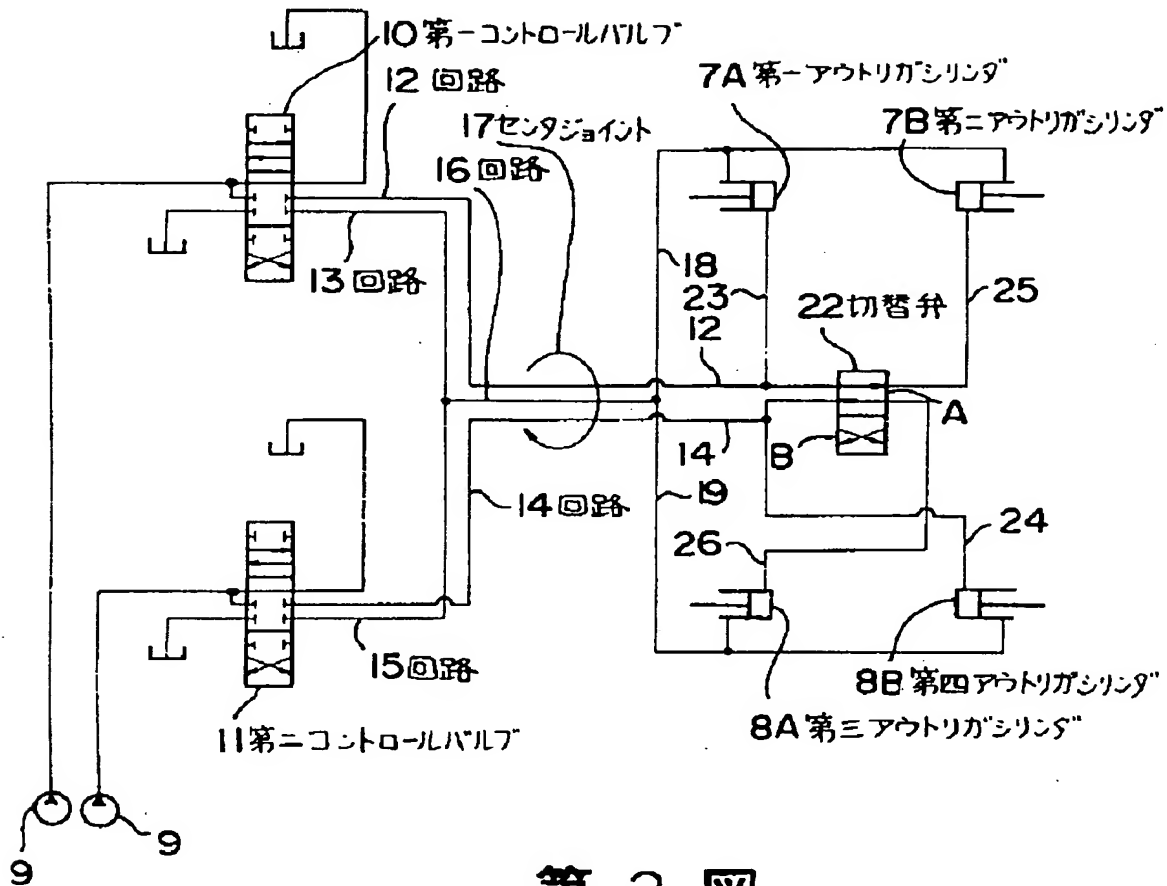 10 第一コントロールバルブ
12 回路
17 センタジョイント
16 回路
7A 第一アウトリガシリンダ
7B 第二アウトリガシリンダ
13 回路
18
23
12
22 切替弁
25
A
B
14
19
14 回路
26
24
15 回路
11 第二コントロールバルブ
8B 第四アウトリガシリンダ
8A 第三アウトリガシリンダ
9
9
第 2 図